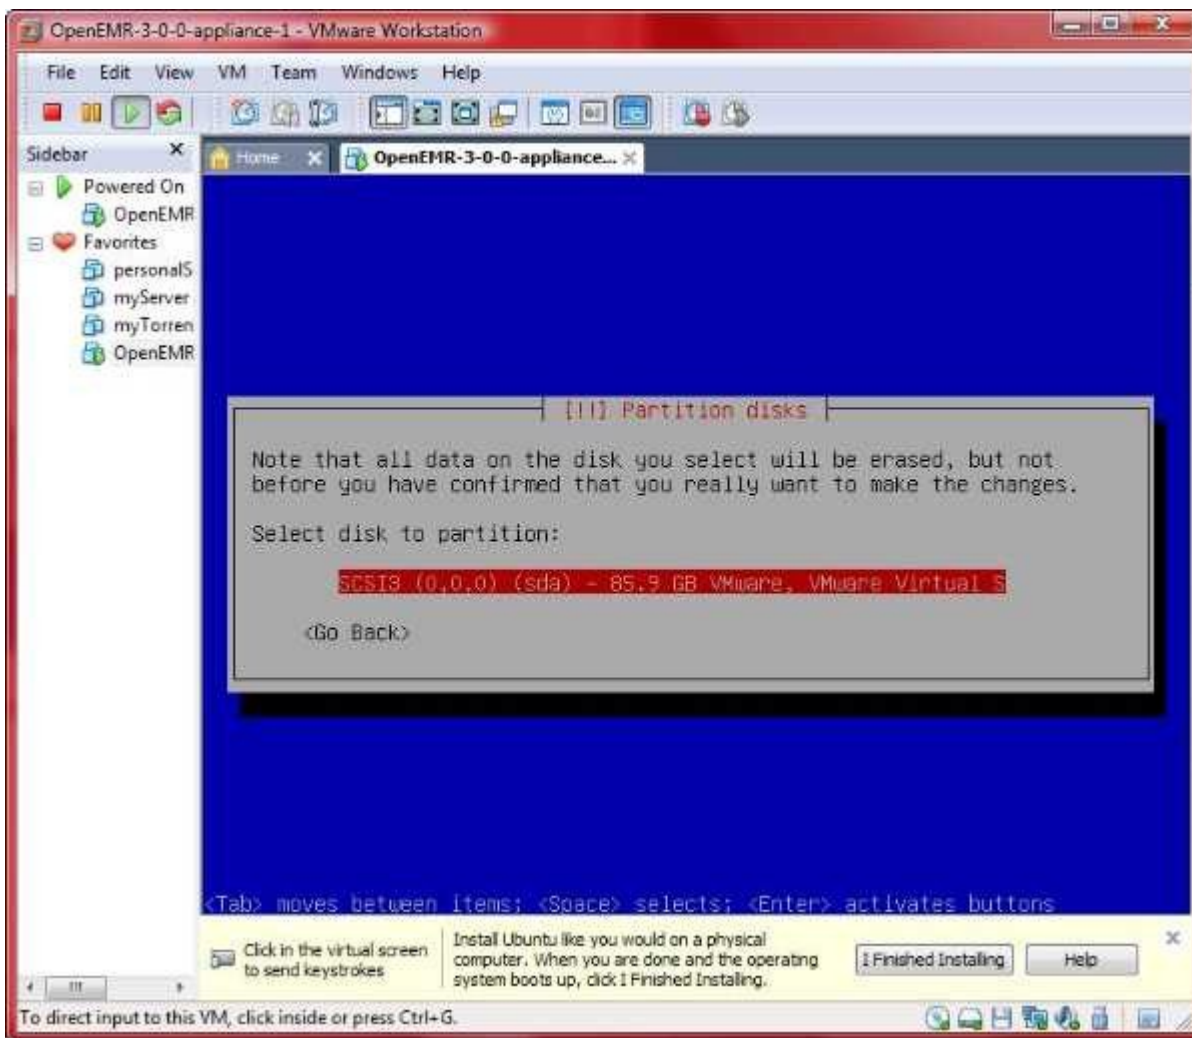 OpenEMR-3-0-0-appliance-1 - VMware Workstation
File Edit View VM Team Windows Help
Sidebar
Home
OpenEMR-3-0-0-appliance...
Powered On
OpenEMR
Favorites
personalS
myServer
myTorren
OpenEMR
[!!] Partition disks
Note that all data on the disk you select will be erased, but not
before you have confirmed that you really want to make the changes.
Select disk to partition:
SCSI3 (0,0,0) (sda) - 85.9 GB VMware, VMware Virtual S
<Go Back>
<Tab> moves between items; <Space> selects; <Enter> activates buttons
Click in the virtual screen
to send keystrokes
Install Ubuntu like you would on a physical
computer. When you are done and the operating
system boots up, click I Finished Installing.
I Finished Installing
Help
To direct input to this VM, click inside or press Ctrl+G.